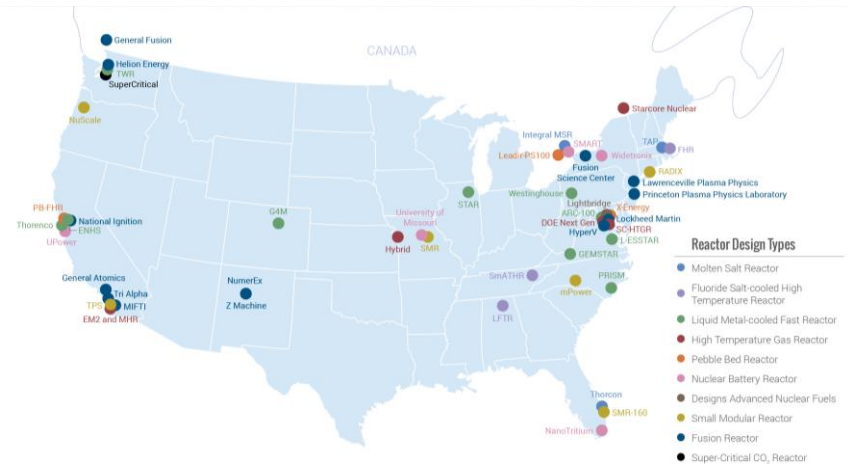 General Fusion
CANADA
Helion Energy
TWR
SuperCritical
NuScale
Starcore Nuclear
Integral MSR
SMART
TAP
FHR
Lead-rPS100
Widetronix
Fusion
Science Center
RADIX
Lawrenceville Plasma Physics
Princeton Plasma Physics Laboratory
Westinghouse
STAR
Lightbridge
X-Energy
ARC-100
Lockheed Martin
DOE Next Gen
SC-HTGR
HyperV
L-ESSTAR
PB-FHR
National Ignition
Thorenco
ENHS
UPower
G4M
University of
Missouri
Hybrid
SMR
GEMSTAR
General Atomics
NumerEx
Tri Alpha
TPS
MIFTI
Z Machine
EM2 and MHR
SmATHR
mPower
PRISM
LFTR
Thorcon
SMR-160
NanoTritium
Reactor Design Types
Molten Salt Reactor
Fluoride Salt-cooled High
Temperature Reactor
Liquid Metal-cooled Fast Reactor
High Temperature Gas Reactor
Pebble Bed Reactor
Nuclear Battery Reactor
Designs Advanced Nuclear Fuels
Small Modular Reactor
Fusion Reactor
Super-Critical CO₂ Reactor